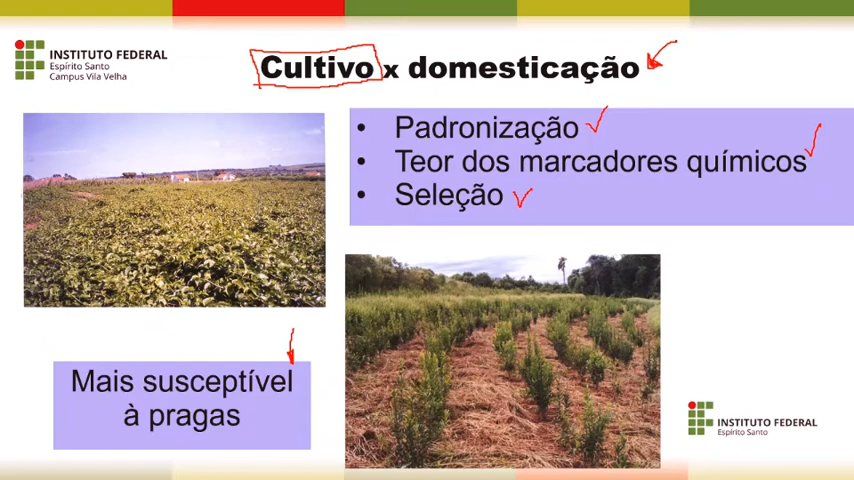 INSTITUTO FEDERAL
Espírito Santo
Campus Vila Velha
Cultivo x domesticação
• Padronização
• Teor dos marcadores químicos
• Seleção
Mais susceptível
à pragas
INSTITUTO FEDERAL
Espírito Santo